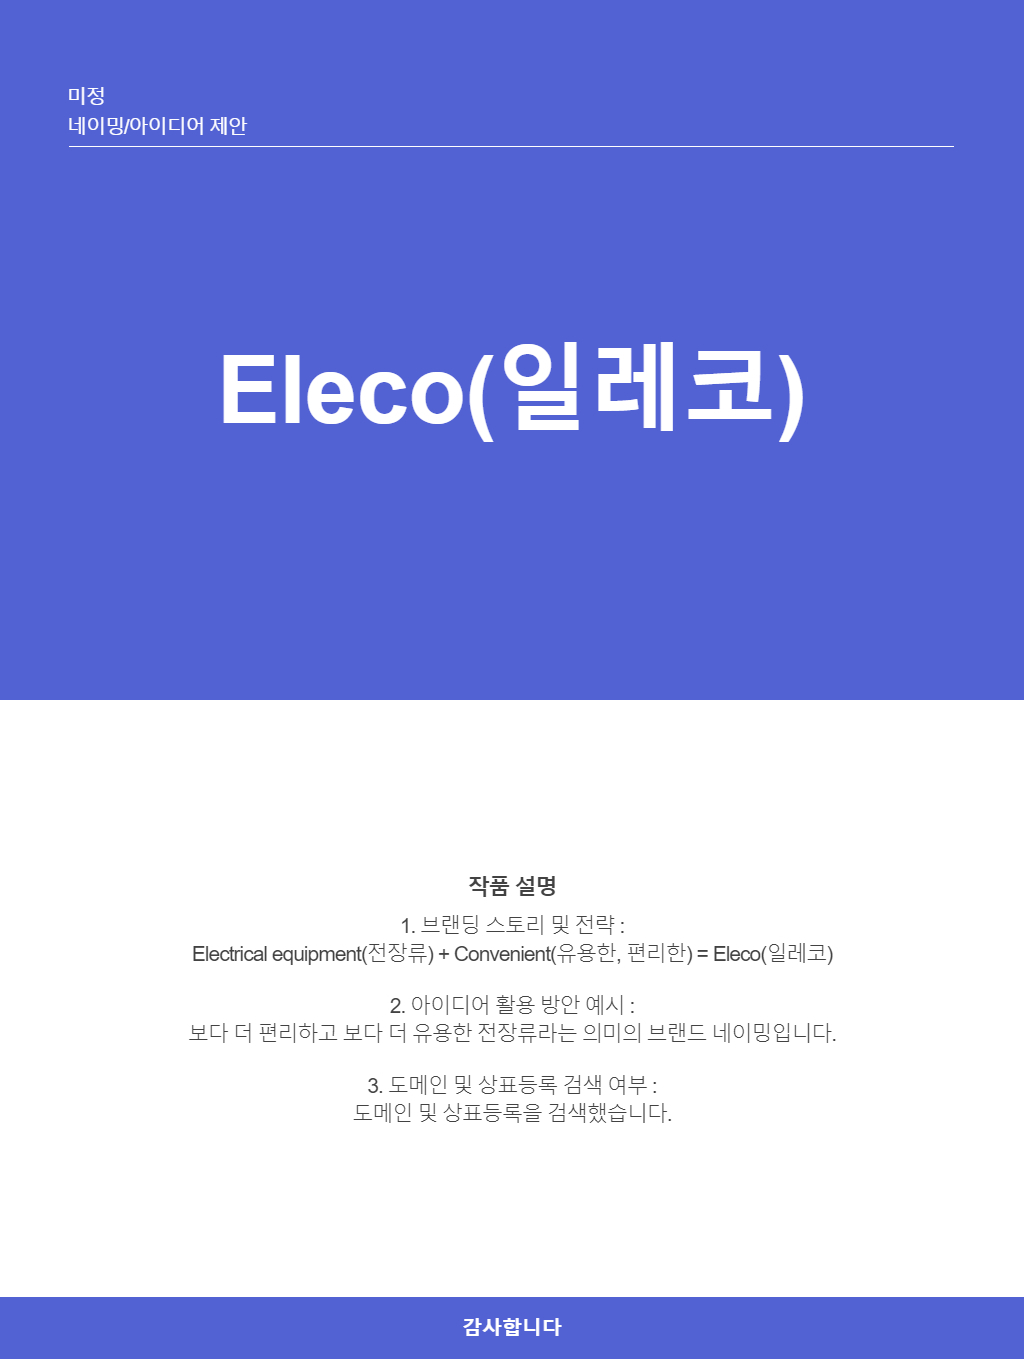 미정
네이밍/아이디어 제안
Eleco(일레코)
작품 설명
1. 브랜딩 스토리 및 전략 :
Electrical equipment(전장류) + Convenient(유용한, 편리한) = Eleco(일레코)
2. 아이디어 활용 방안 예시 :
보다 더 편리하고 보다 더 유용한 전장류라는 의미의 브랜드 네이밍입니다.
3. 도메인 및 상표등록 검색 여부 :
도메인 및 상표등록을 검색했습니다.
감사합니다